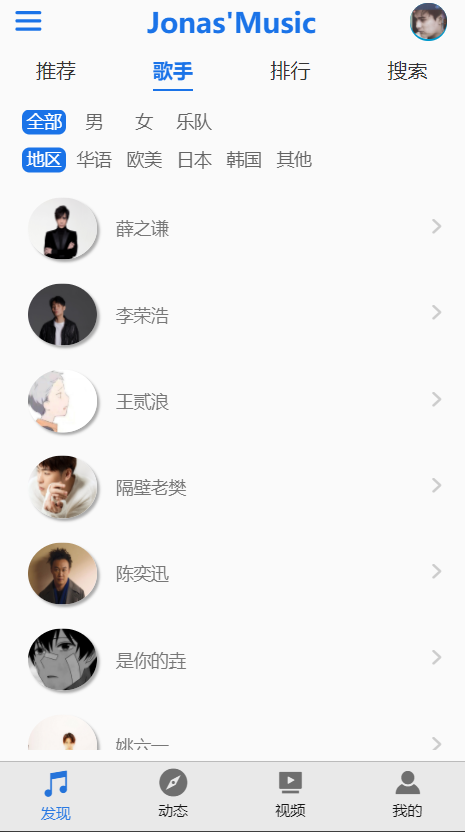 Jonas'Music
推荐 歌手 排行 搜索
全部 男 女 乐队
地区 华语 欧美 日本 韩国 其他
薛之谦
李荣浩
王贰浪
隔壁老樊
陈奕迅
是你的垚
姚六一
发现 动态 视频 我的